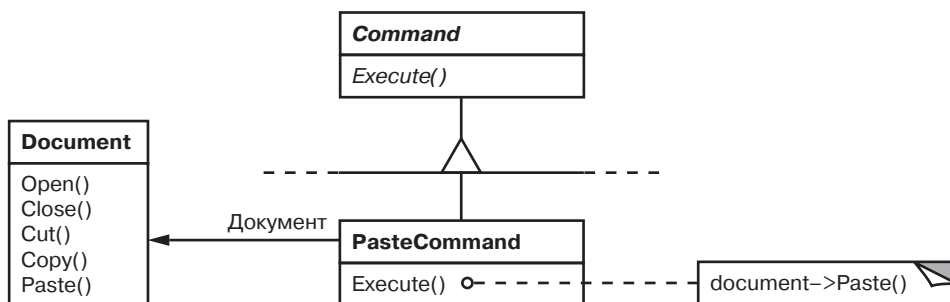 Command
Execute()
Document
Open()
Close()
Cut()
Copy()
Paste()
Документ
PasteCommand
Execute()
document–>Paste()